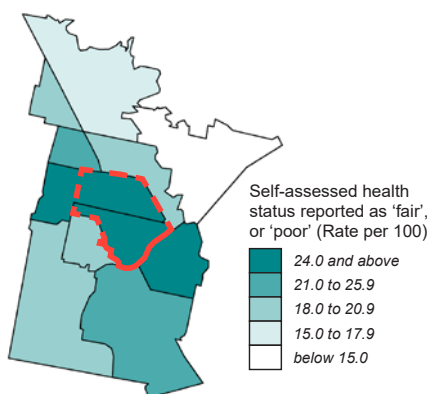 Self-assessed health
status reported as ‘fair’,
or ‘poor’ (Rate per 100)
24.0 and above
21.0 to 25.9
18.0 to 20.9
15.0 to 17.9
below 15.0